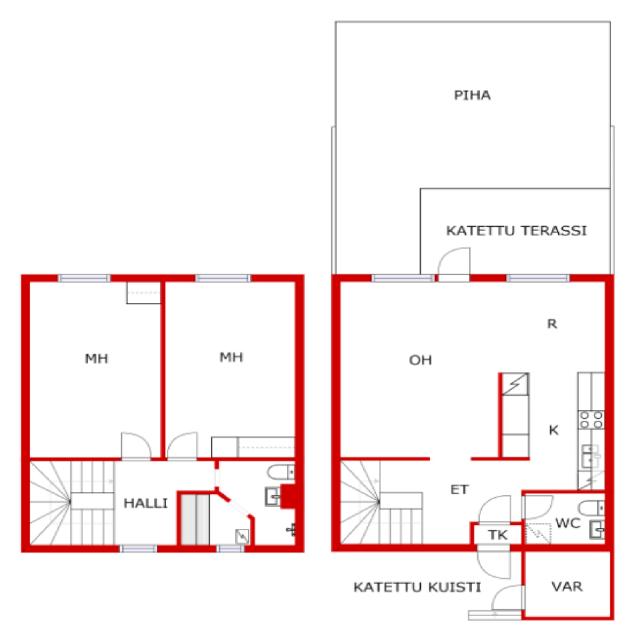 PIHA
KATETTU TERASSI
MH
MH
OH
R
K
HALLI
ET
TK
WC
KATETTU KUISTI
VAR